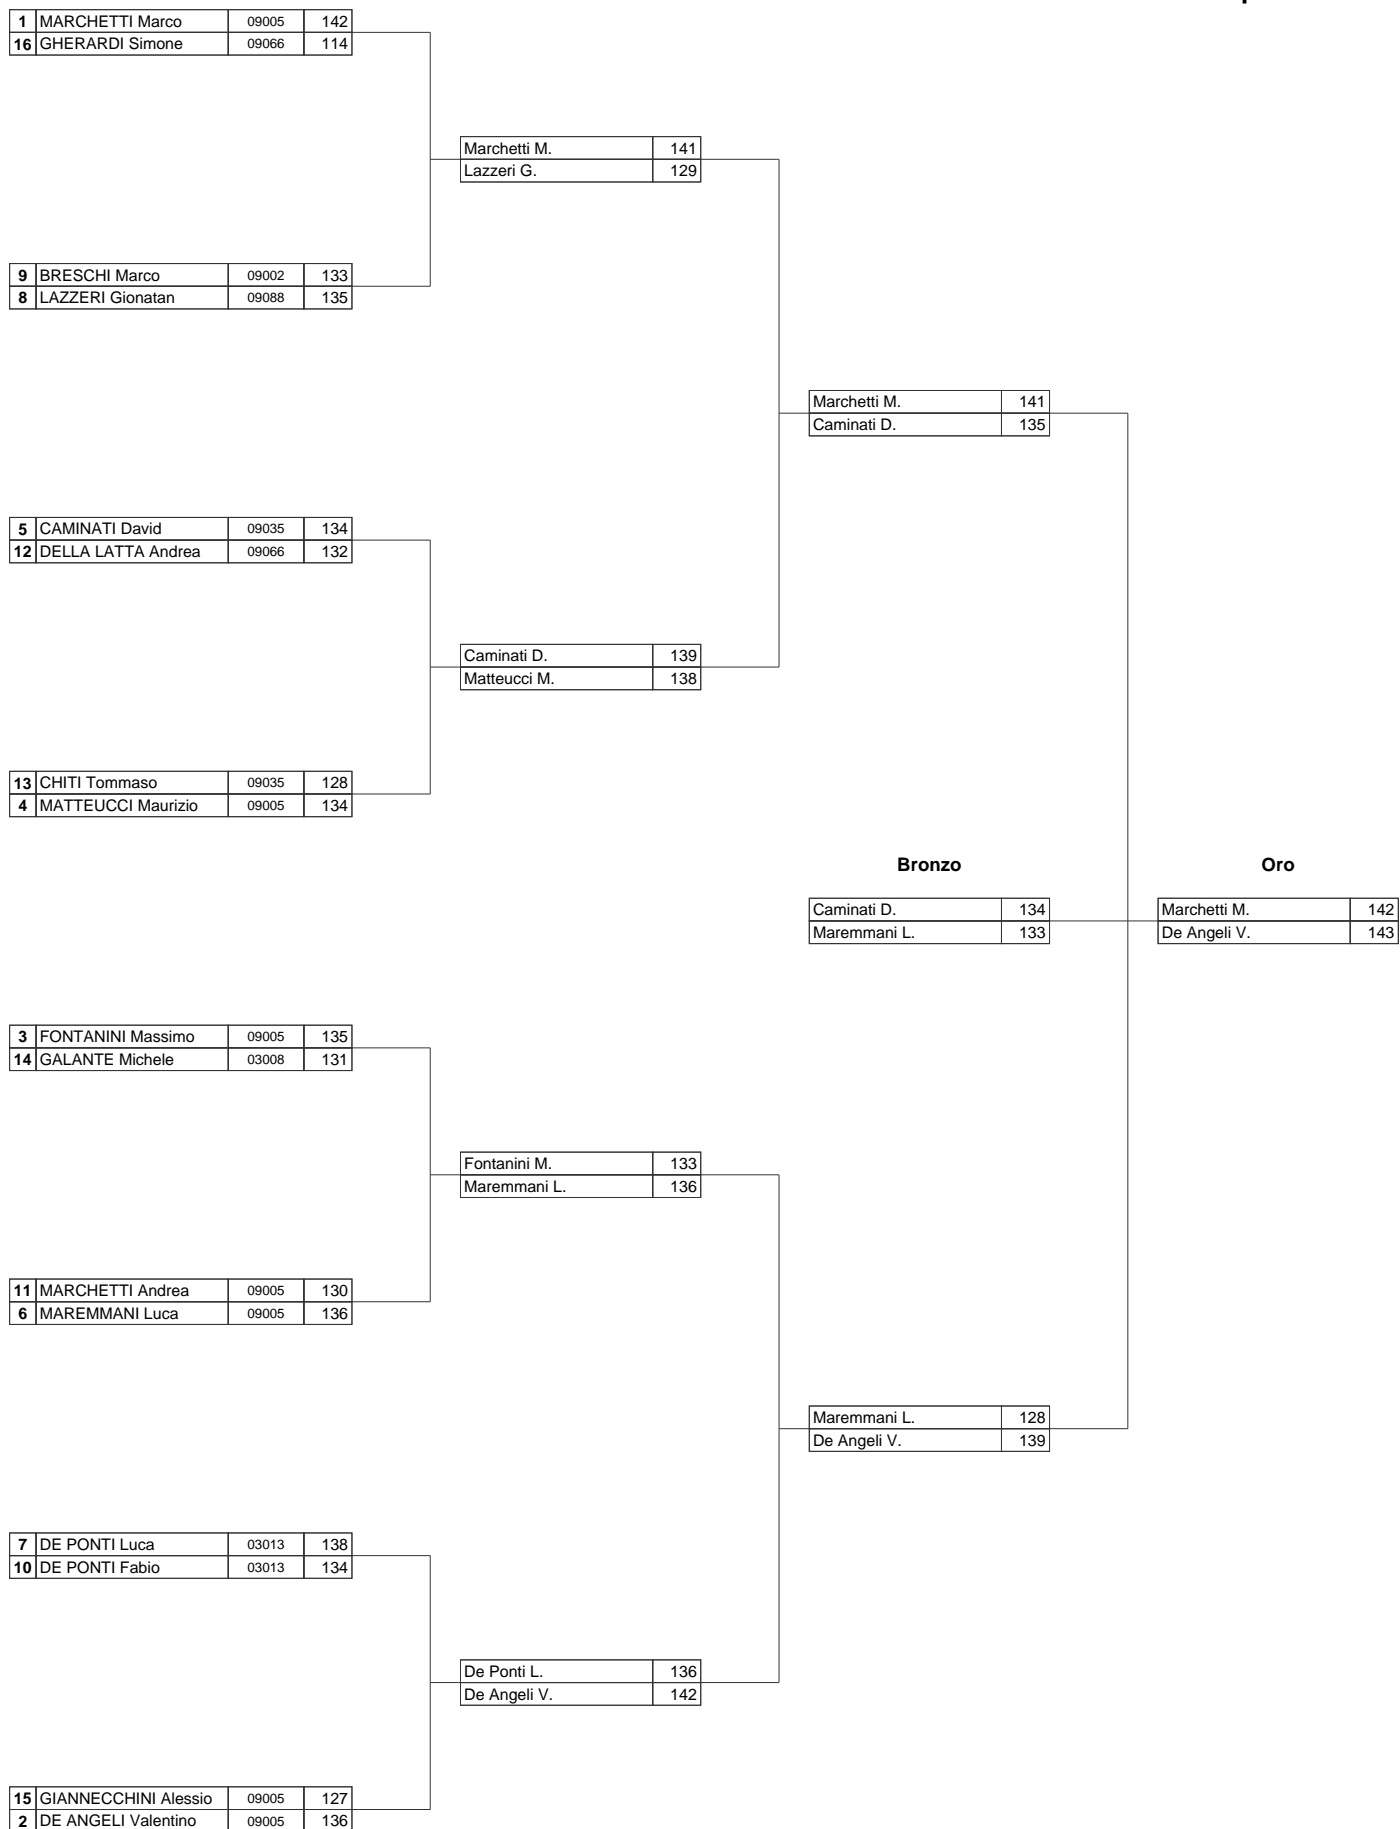 1 MARCHETTI Marco 09005 142
16 GHERARDI Simone 09066 114
Marchetti M. 141
Lazzeri G. 129
9 BRESCHI Marco 09002 133
8 LAZZERI Gionatan 09088 135
Marchetti M. 141
Caminati D. 135
5 CAMINATI David 09035 134
12 DELLA LATTA Andrea 09066 132
Caminati D. 139
Matteucci M. 138
13 CHITI Tommaso 09035 128
4 MATTEUCCI Maurizio 09005 134
Bronzo Oro
Caminati D. 134 Marchetti M. 142
Maremmani L. 133 De Angeli V. 143
3 FONTANINI Massimo 09005 135
14 GALANTE Michele 03008 131
Fontanini M. 133
Maremmani L. 136
11 MARCHETTI Andrea 09005 130
6 MAREMMANI Luca 09005 136
Maremmani L. 128
De Angeli V. 139
7 DE PONTI Luca 03013 138
10 DE PONTI Fabio 03013 134
De Ponti L. 136
De Angeli V. 142
15 GIANNECCHINI Alessio 09005 127
2 DE ANGELI Valentino 09005 136